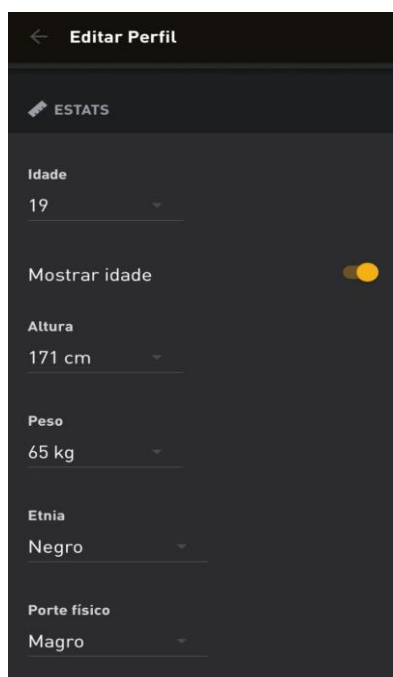 Editar Perfil
ESTATS
Idade
19
Mostrar idade
Altura
171 cm
Peso
65 kg
Etnia
Negro
Porte físico
Magro